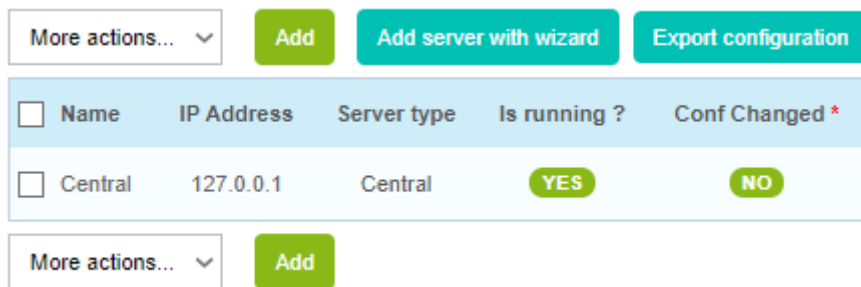 More actions... Add Add server with wizard Export configuration
Name IP Address Server type Is running ? Conf Changed *
Central 127.0.0.1 Central YES NO
More actions... Add